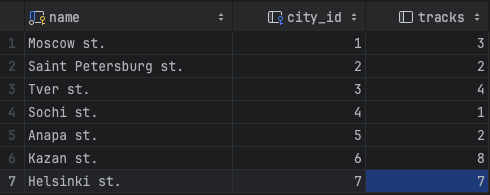 name city_id tracks
1 Moscow st. 1 3
2 Saint Petersburg st. 2 2
3 Tver st. 3 4
4 Sochi st. 4 1
5 Anapa st. 5 2
6 Kazan st. 6 8
7 Helsinki st. 7 7